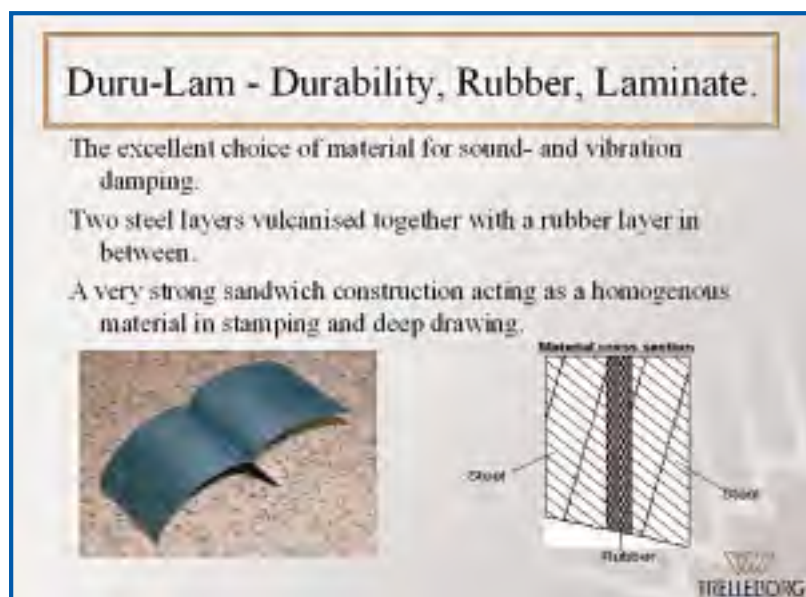 Duru-Lam - Durability, Rubber, Laminate.
The excellent choice of material for sound- and vibration
damping.
Two steel layers vulcanised together with a rubber layer in
between.
A very strong sandwich construction acting as a homogenous
material in stamping and deep drawing.
Material cross section
Steel
Steel
Rubber
TRELLEBORG